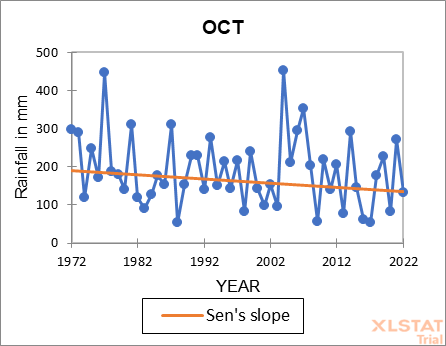 OCT
500
400
300
200
100
0
Rainfall in mm
1972 1982 1992 2002 2012 2022
YEAR
Sen's slope
XLSTAT
Trial